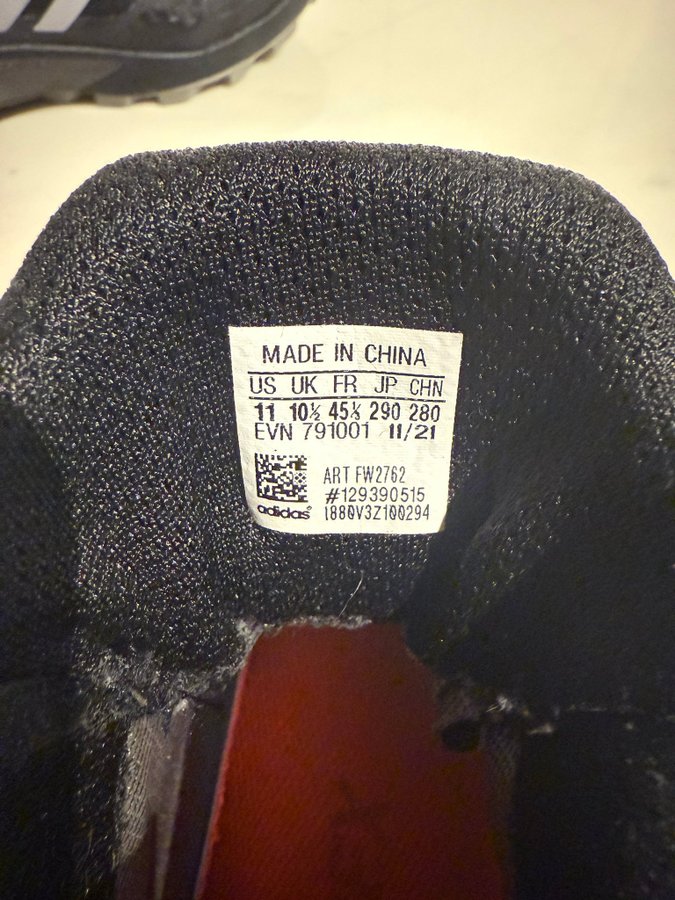 MADE IN CHINA
US UK FR JP CHN
11 10½ 45⅓ 290 280
EVN 791001 11/21
ART FW2762
#129390515
adidas® 1880V3Z100294